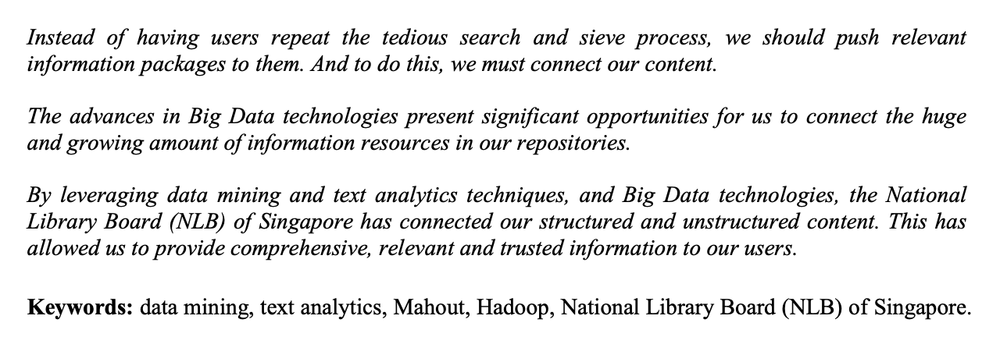 Instead of having users repeat the tedious search and sieve process, we should push relevant
information packages to them. And to do this, we must connect our content.
The advances in Big Data technologies present significant opportunities for us to connect the huge
and growing amount of information resources in our repositories.
By leveraging data mining and text analytics techniques, and Big Data technologies, the National
Library Board (NLB) of Singapore has connected our structured and unstructured content. This has
allowed us to provide comprehensive, relevant and trusted information to our users.
Keywords: data mining, text analytics, Mahout, Hadoop, National Library Board (NLB) of Singapore.